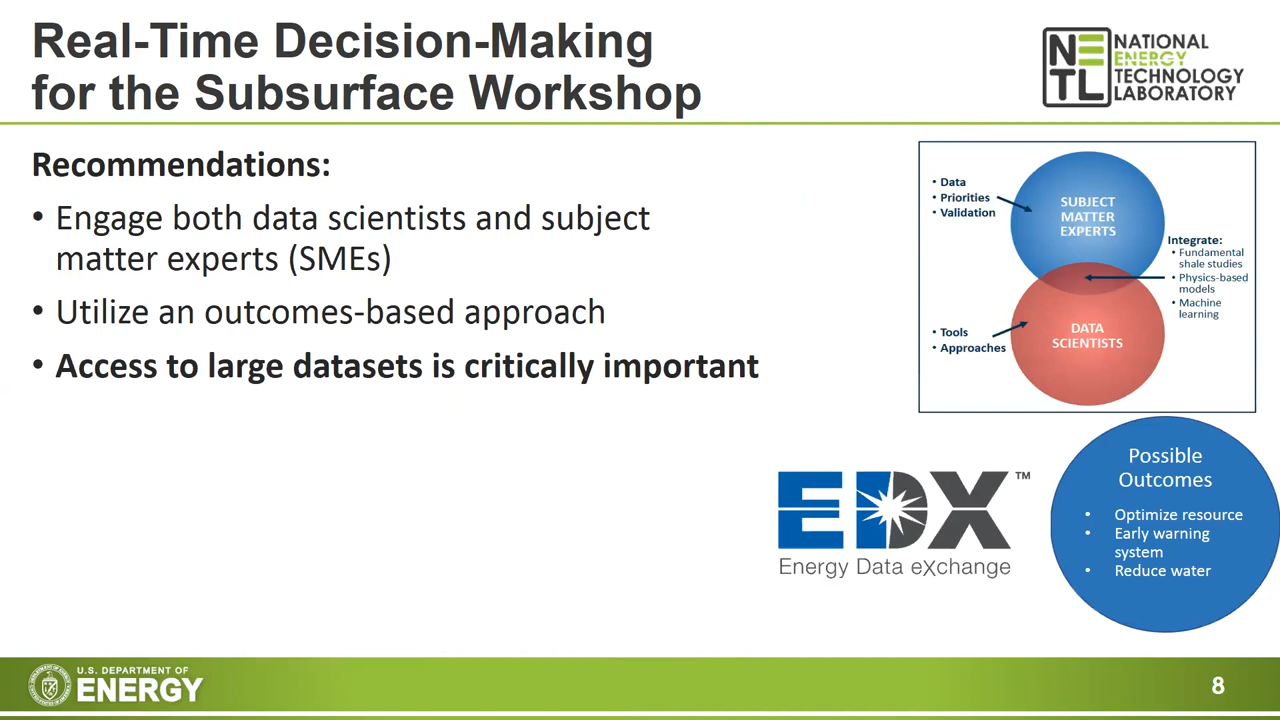 Real-Time Decision-Making
for the Subsurface Workshop
NATIONAL
ENERGY
TECHNOLOGY
LABORATORY
NE
TL
Recommendations:
• Engage both data scientists and subject
matter experts (SMEs)
• Utilize an outcomes-based approach
• Access to large datasets is critically important
• Data
• Priorities
• Validation
SUBJECT
MATTER
EXPERTS
Integrate:
• Fundamental
shale studies
• Physics-based
models
• Machine
learning
• Tools
• Approaches
DATA
SCIENTISTS
EDX™
Energy Data eXchange
Possible
Outcomes
• Optimize resource
• Early warning
system
• Reduce water
U.S. DEPARTMENT OF
ENERGY
8